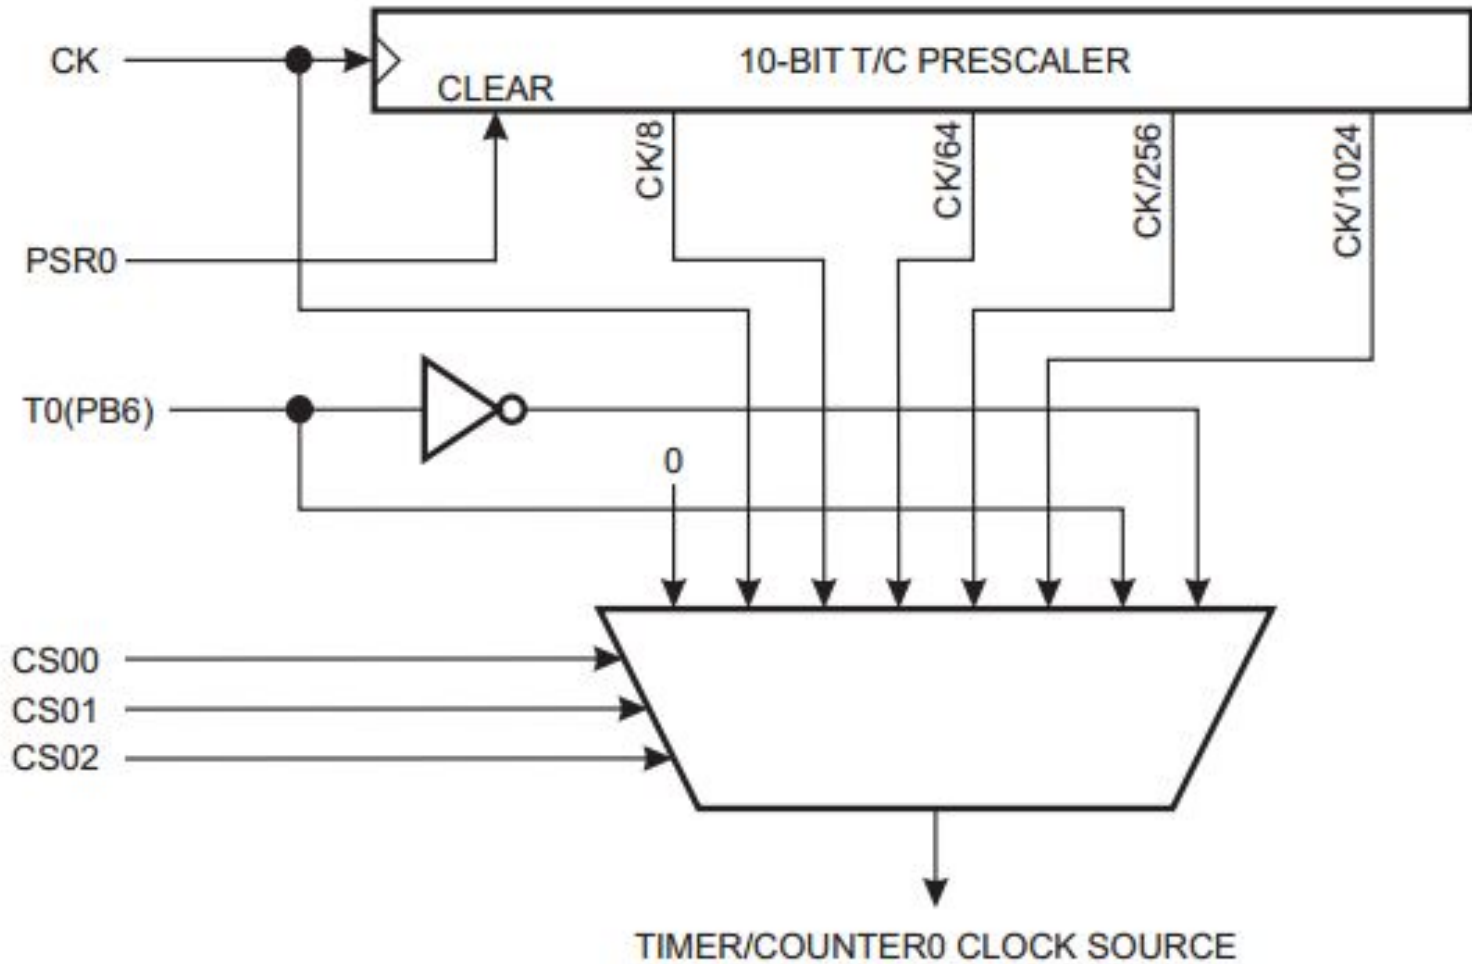 CK
10-BIT T/C PRESCALER
CLEAR
CK/8
CK/64
CK/256
CK/1024
PSR0
T0(PB6)
0
CS00
CS01
CS02
TIMER/COUNTER0 CLOCK SOURCE